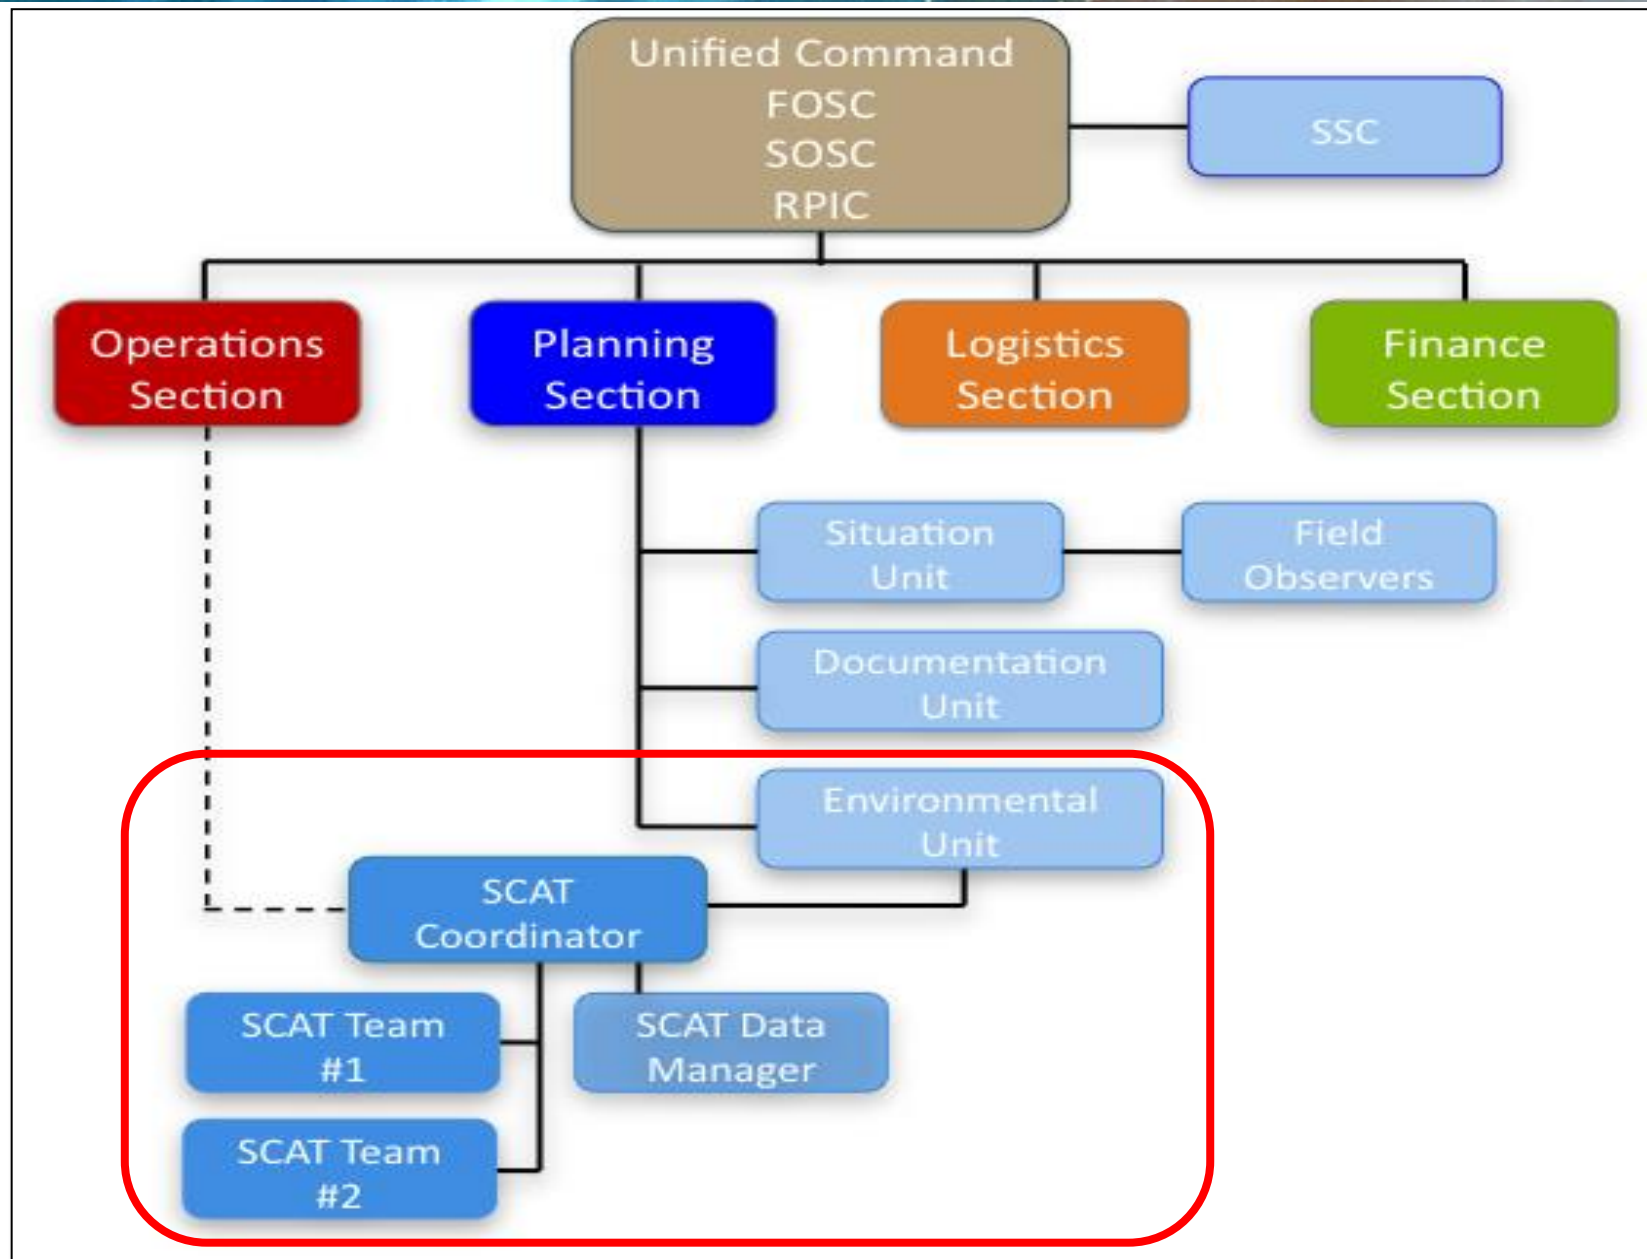 Unified Command
FOSC
SOSC
RPIC
SSC
Operations
Section
Planning
Section
Logistics
Section
Finance
Section
Situation
Unit
Field
Observers
Documentation
Unit
Environmental
Unit
SCAT
Coordinator
SCAT Team
#1
SCAT Data
Manager
SCAT Team
#2